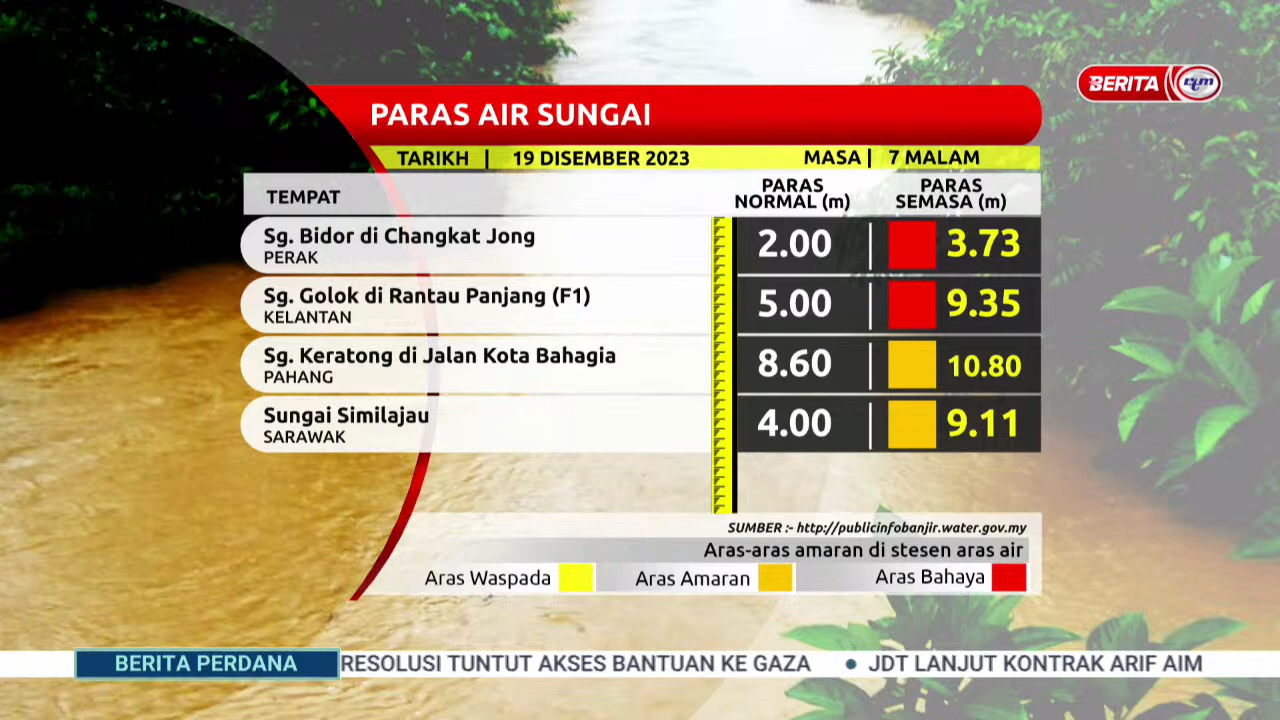 BERITA rtm
PARAS AIR SUNGAI
TARIKH | 19 DISEMBER 2023 MASA | 7 MALAM
TEMPAT PARAS NORMAL (m) PARAS SEMASA (m)
Sg. Bidor di Changkat Jong 2.00 3.73
PERAK
Sg. Golok di Rantau Panjang (F1) 5.00 9.35
KELANTAN
Sg. Keratong di Jalan Kota Bahagia 8.60 10.80
PAHANG
Sungai Similajau 4.00 9.11
SARAWAK
SUMBER :- http://publicinfobanjir.water.gov.my
Aras-aras amaran di stesen aras air
Aras Waspada Aras Amaran Aras Bahaya
BERITA PERDANA RESOLUSI TUNTUT AKSES BANTUAN KE GAZA • JDT LANJUT KONTRAK ARIF AIM